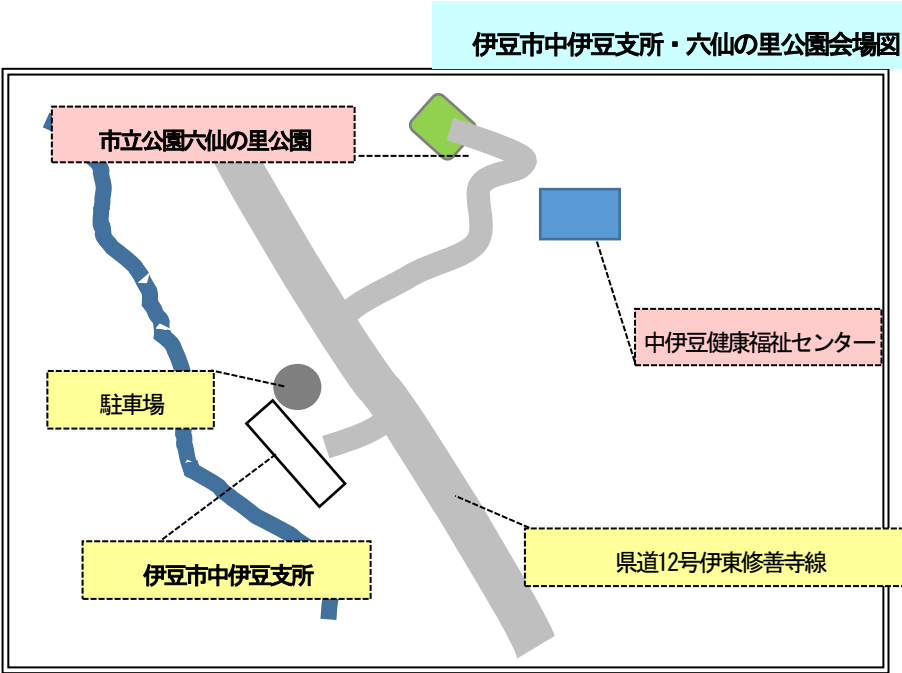 伊豆市中伊豆支所・六仙の里公園会場図
市立公園六仙の里公園
中伊豆健康福祉センター
駐車場
伊豆市中伊豆支所
県道12号伊東修善寺線